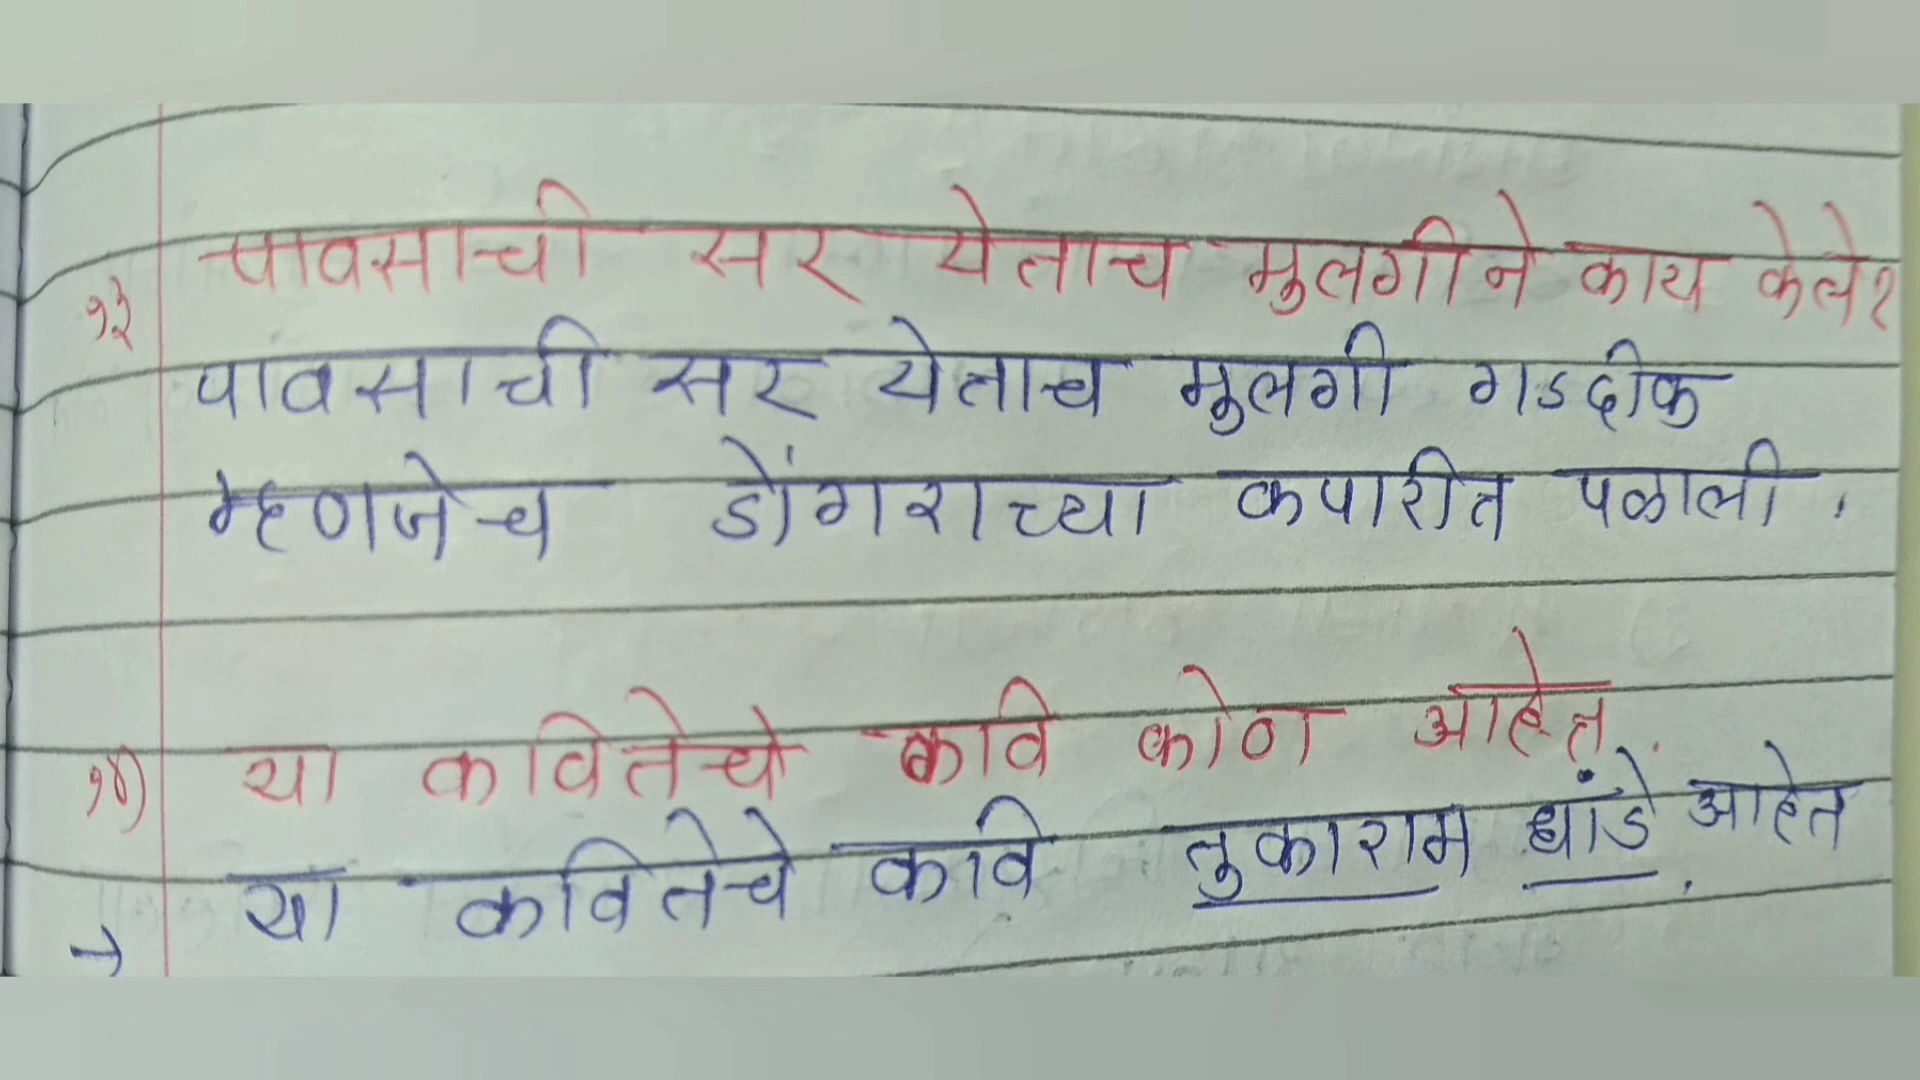 १३ पावसाची सर येताच मुलगीने काय केले?
पावसाची सर येताच मुलगी गडदीक
म्हणजेच डोंगराच्या कपारीत पळाली.
१४) या कवितेचे कवि कोण आहेत.
→ या कवितेचे कवि तुकाराम धांडे आहेत.